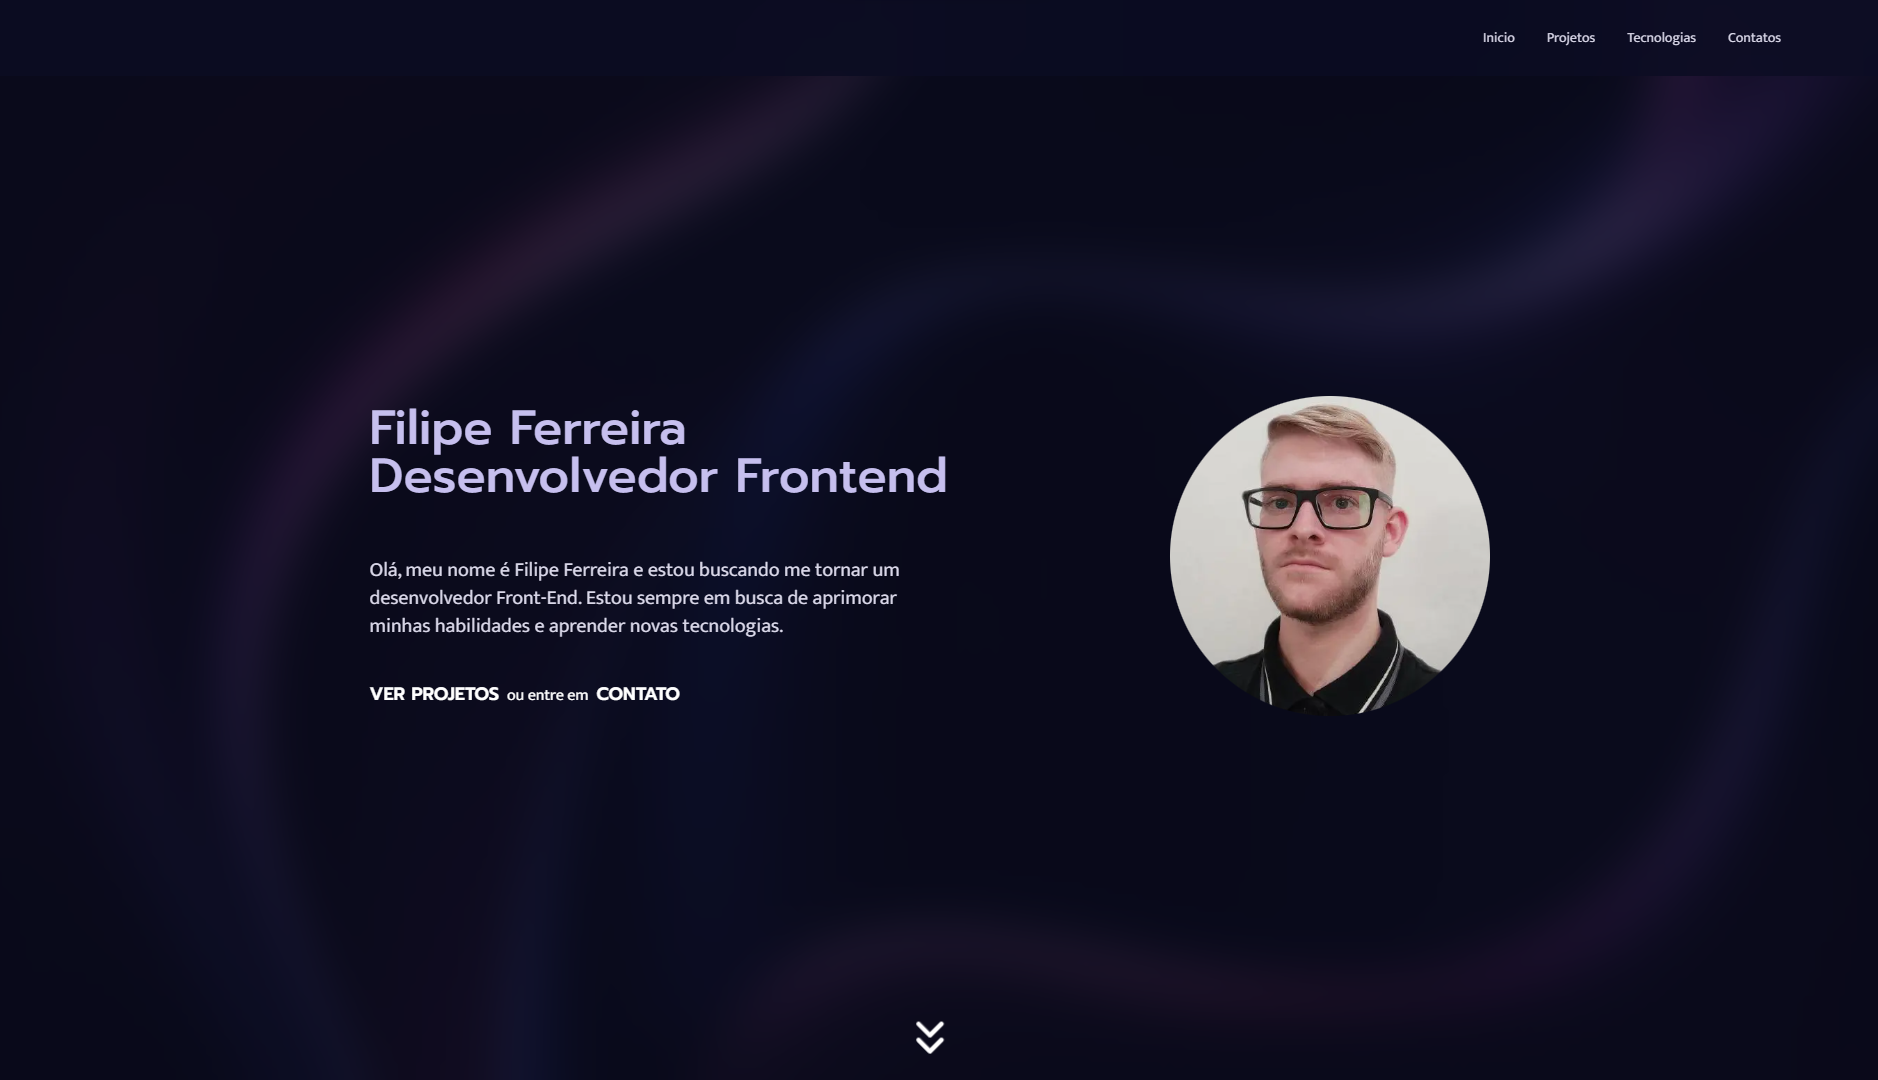 Inicio Projetos Tecnologias Contatos
Filipe Ferreira
Desenvolvedor Frontend
Olá, meu nome é Filipe Ferreira e estou buscando me tornar um
desenvolvedor Front-End. Estou sempre em busca de aprimorar
minhas habilidades e aprender novas tecnologias.
VER PROJETOS ou entre em CONTATO